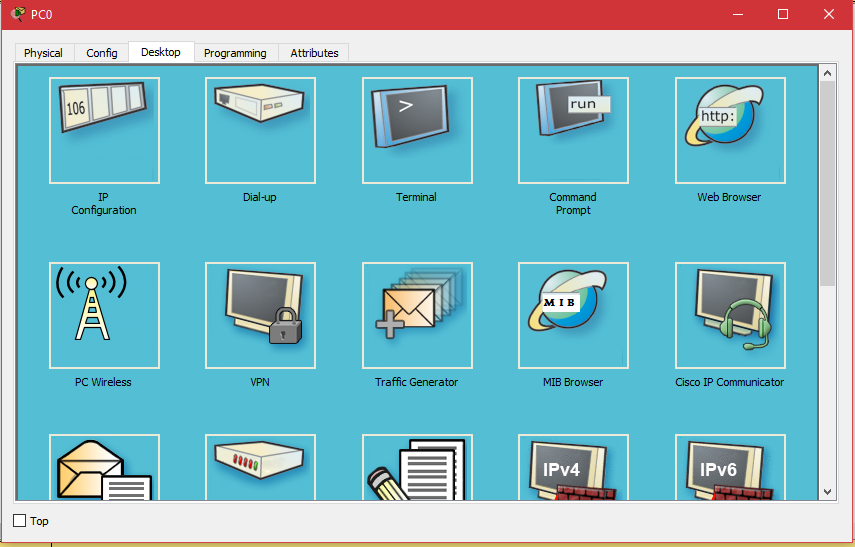 PC0
Physical Config Desktop Programming Attributes
106
>
run
http:
IP
Configuration
Dial-up
Terminal
Command
Prompt
Web Browser
MIB
PC Wireless
VPN
Traffic Generator
MIB Browser
Cisco IP Communicator
IPv4
IPv6
Top